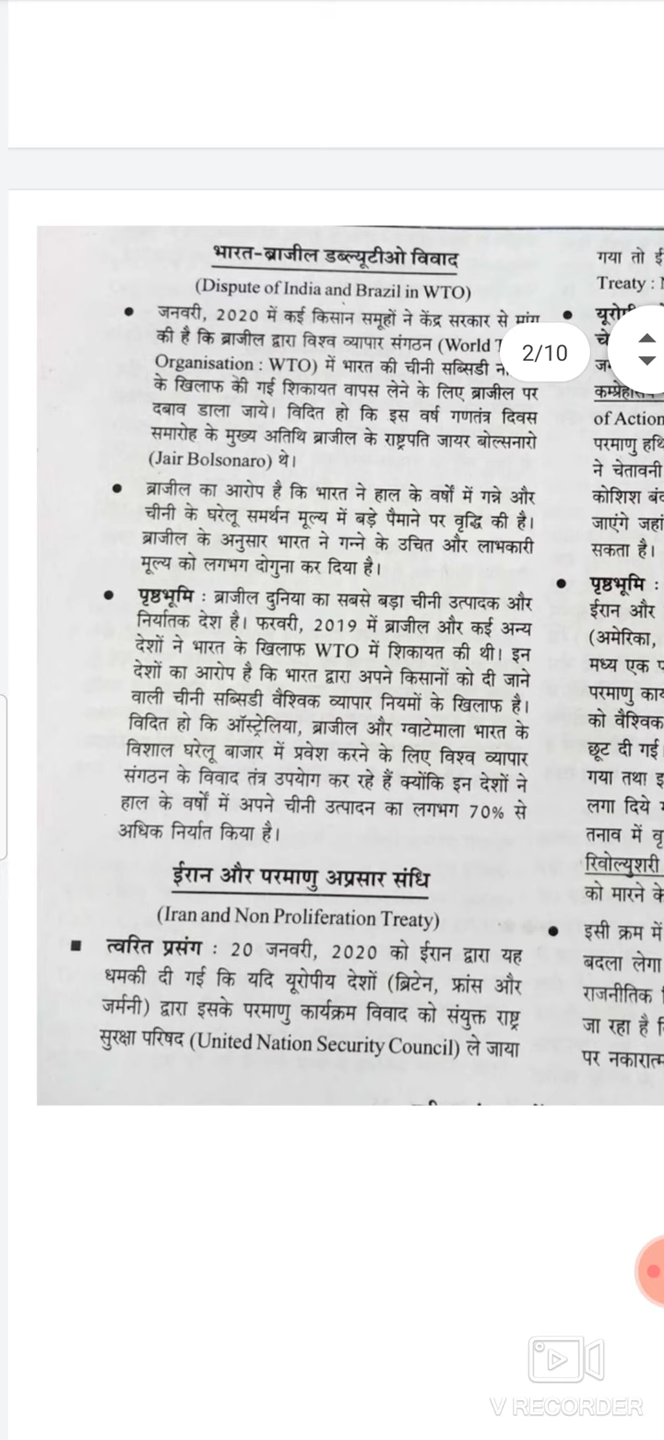 भारत-ब्राजील डब्ल्यूटीओ विवाद
(Dispute of India and Brazil in WTO)
• जनवरी, 2020 में कई किसान समूहों ने केंद्र सरकार से मांग
की है कि ब्राजील द्वारा विश्व व्यापार संगठन (World
Organisation : WTO) में भारत की चीनी सब्सिडी
के खिलाफ की गई शिकायत वापस लेने के लिए ब्राजील पर
दबाव डाला जाये। विदित हो कि इस वर्ष गणतंत्र दिवस
समारोह के मुख्य अतिथि ब्राजील के राष्ट्रपति जायर बोल्सनारो
(Jair Bolsonaro) थे।
• ब्राजील का आरोप है कि भारत ने हाल के वर्षों में गन्ने और
चीनी के घरेलू समर्थन मूल्य में बड़े पैमाने पर वृद्धि की है।
ब्राजील के अनुसार भारत ने गन्ने के उचित और लाभकारी
मूल्य को लगभग दोगुना कर दिया है।
• पृष्ठभूमि : ब्राजील दुनिया का सबसे बड़ा चीनी उत्पादक और
निर्यातक देश है। फरवरी, 2019 में ब्राजील और कई अन्य
देशों ने भारत के खिलाफ WTO में शिकायत की थी। इन
देशों का आरोप है कि भारत द्वारा अपने किसानों को दी जाने
वाली चीनी सब्सिडी वैश्विक व्यापार नियमों के खिलाफ है।
विदित हो कि ऑस्ट्रेलिया, ब्राजील और ग्वाटेमाला भारत के
विशाल घरेलू बाजार में प्रवेश करने के लिए विश्व व्यापार
संगठन के विवाद तंत्र उपयोग कर रहे हैं क्योंकि इन देशों ने
हाल के वर्षों में अपने चीनी उत्पादन का लगभग 70% से
अधिक निर्यात किया है।
ईरान और परमाणु अप्रसार संधि
(Iran and Non Proliferation Treaty)
■ त्वरित प्रसंग : 20 जनवरी, 2020 को ईरान द्वारा यह
धमकी दी गई कि यदि यूरोपीय देशों (ब्रिटेन, फ्रांस और
जर्मनी) द्वारा इसके परमाणु कार्यक्रम विवाद को संयुक्त राष्ट्र
सुरक्षा परिषद (United Nation Security Council) ले जाया
गया तो
Treaty :
of Action
परमाणु
ने चेतावनी
कोशिश
जाएंगे जहां
सकता है।
• पृष्ठभूमि :
ईरान और
(अमेरिका,
मध्य एक
परमाणु
को वैश्विक
छूट दी गई
गया तथा
लगा दिये
तनाव में
रिवोल्युशरी
को मारने के
• इसी क्रम में
बदला लेगा
राजनीतिक
जा रहा है
पर
2/10
V RECORDER